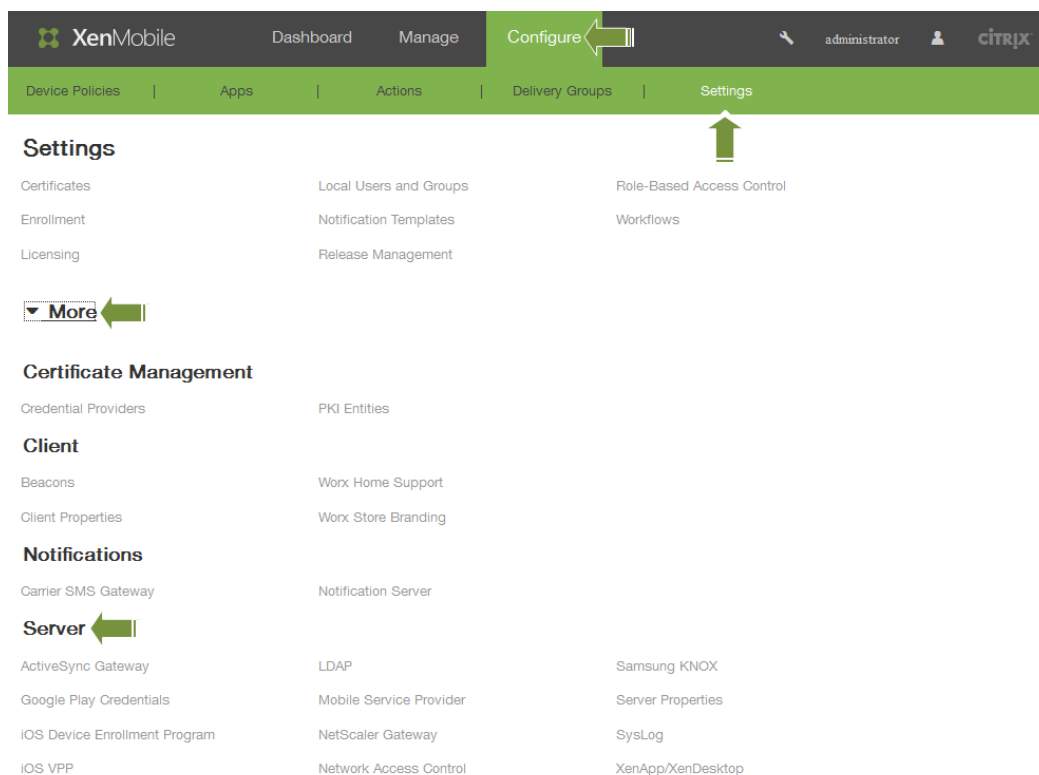 XenMobile Dashboard Manage Configure administrator CİTRIX
Device Policies | Apps | Actions | Delivery Groups | Settings
Settings
Certificates Local Users and Groups Role-Based Access Control
Enrollment Notification Templates Workflows
Licensing Release Management
More
Certificate Management
Credential Providers PKI Entities
Client
Beacons Worx Home Support
Client Properties Worx Store Branding
Notifications
Carrier SMS Gateway Notification Server
Server
ActiveSync Gateway LDAP Samsung KNOX
Google Play Credentials Mobile Service Provider Server Properties
iOS Device Enrollment Program NetScaler Gateway SysLog
iOS VPP Network Access Control XenApp/XenDesktop